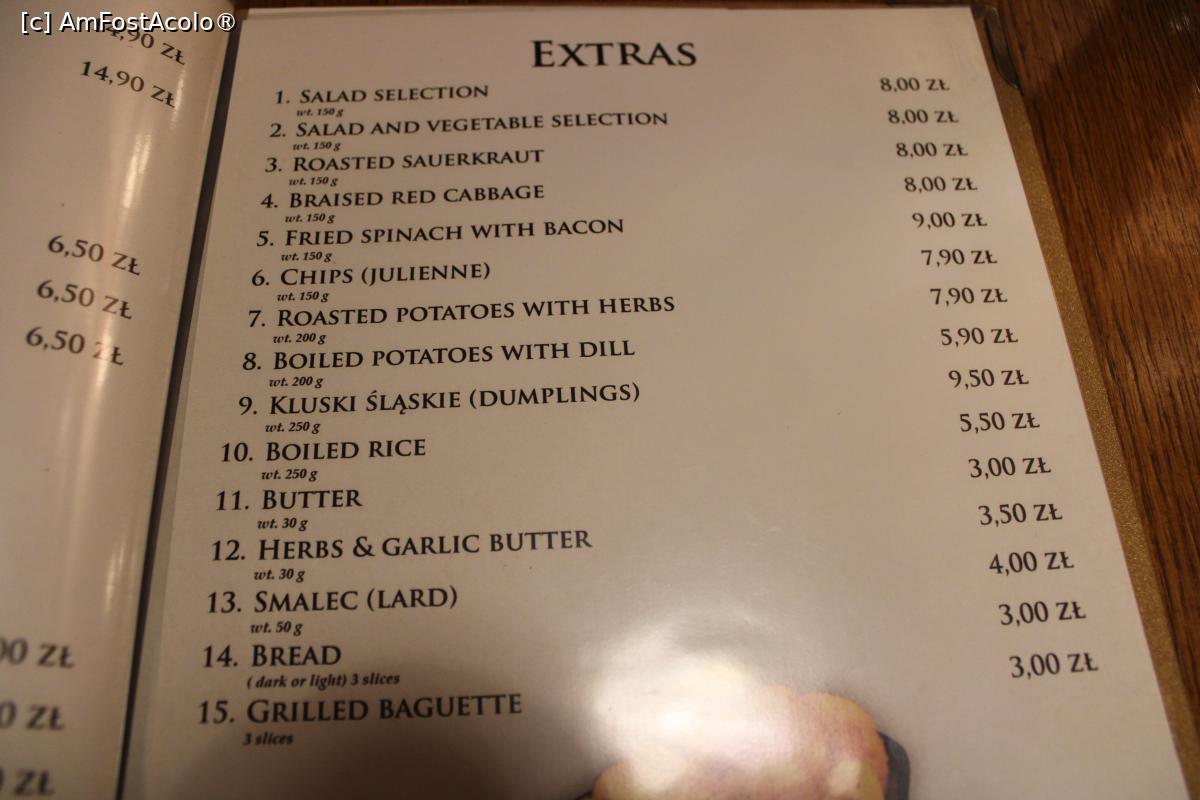 [c] AmFostAcolo®
14,90 ZŁ
6,50 ZŁ
6,50 ZŁ
6,50 ZŁ
ZŁ
ZŁ
ZŁ
EXTRAS
1. SALAD SELECTION 8,00 ZŁ
wt. 150 g
2. SALAD AND VEGETABLE SELECTION 8,00 ZŁ
wt. 150 g
3. ROASTED SAUERKRAUT 8,00 ZŁ
wt. 150 g
4. BRAISED RED CABBAGE 8,00 ZŁ
wt. 150 g
5. FRIED SPINACH WITH BACON 9,00 ZŁ
wt. 150 g
6. CHIPS (JULIENNE) 7,90 ZŁ
wt. 150 g
7. ROASTED POTATOES WITH HERBS 7,90 ZŁ
wt. 200 g
8. BOILED POTATOES WITH DILL 5,90 ZŁ
wt. 200 g
9. KLUSKI ŚLĄSKIE (DUMPLINGS) 9,50 ZŁ
wt. 250 g
10. BOILED RICE 5,50 ZŁ
wt. 250 g
11. BUTTER 3,00 ZŁ
wt. 30 g
12. HERBS & GARLIC BUTTER 3,50 ZŁ
wt. 30 g
13. SMALEC (LARD) 4,00 ZŁ
wt. 50 g
14. BREAD 3,00 ZŁ
( dark or light) 3 slices
15. GRILLED BAGUETTE 3,00 ZŁ
3 slices